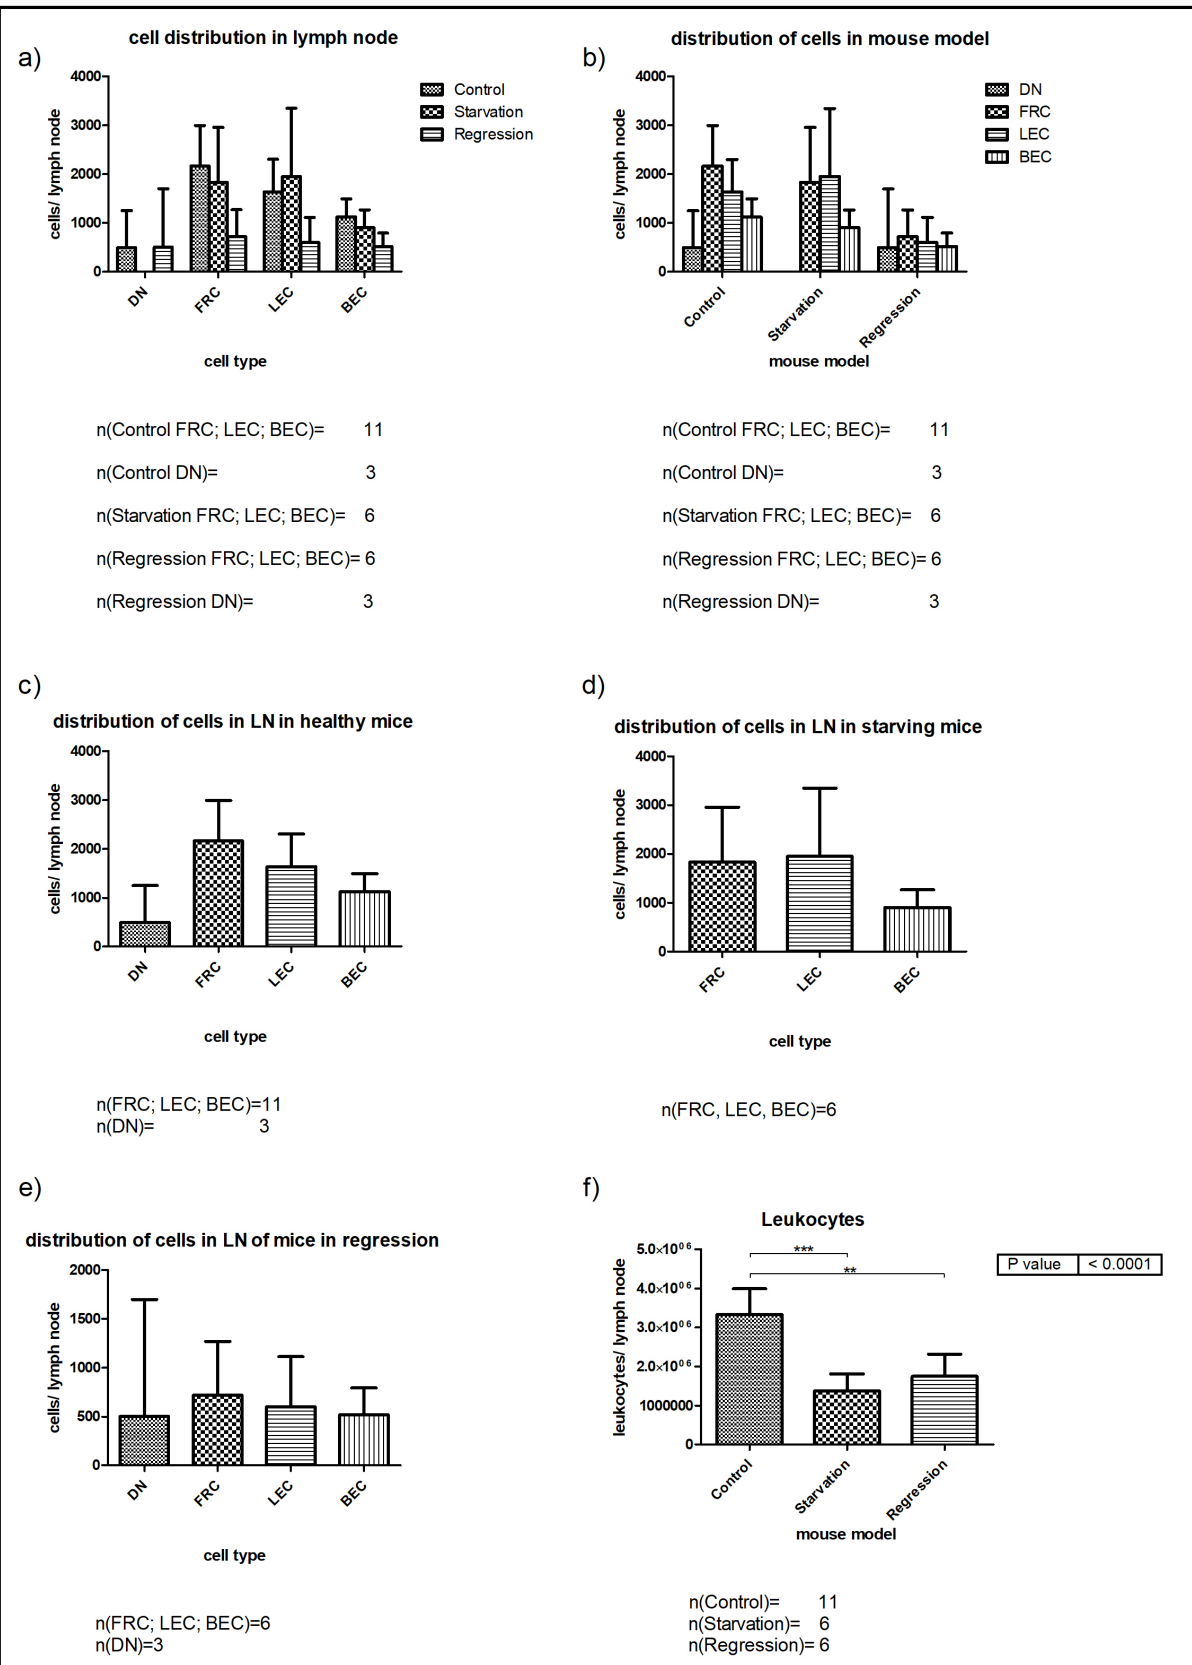 a)
cell distribution in lymph node
4000
3000
2000
1000
0
cells/ lymph node
Control
Starvation
Regression
DN
FRC
LEC
BEC
cell type
n(Control FRC; LEC; BEC)= 11
n(Control DN)= 3
n(Starvation FRC; LEC; BEC)= 6
n(Regression FRC; LEC; BEC)= 6
n(Regression DN)= 3
b)
distribution of cells in mouse model
4000
3000
2000
1000
0
cells/ lymph node
DN
FRC
LEC
BEC
Control
Starvation
Regression
mouse model
n(Control FRC; LEC; BEC)= 11
n(Control DN)= 3
n(Starvation FRC; LEC; BEC)= 6
n(Regression FRC; LEC; BEC)= 6
n(Regression DN)= 3
c)
distribution of cells in LN in healthy mice
4000
3000
2000
1000
0
cells/ lymph node
DN
FRC
LEC
BEC
cell type
n(FRC; LEC; BEC)=11
n(DN)= 3
d)
distribution of cells in LN in starving mice
4000
3000
2000
1000
0
cells/ lymph node
FRC
LEC
BEC
cell type
n(FRC, LEC, BEC)=6
e)
distribution of cells in LN of mice in regression
2000
1500
1000
500
0
cells/ lymph node
DN
FRC
LEC
BEC
cell type
n(FRC; LEC; BEC)=6
n(DN)=3
f)
Leukocytes
5.0×10⁰⁶
4.0×10⁰⁶
3.0×10⁰⁶
2.0×10⁰⁶
1000000
0
leukocytes/ lymph node
***
**
P value < 0.0001
Control
Starvation
Regression
mouse model
n(Control)= 11
n(Starvation)= 6
n(Regression)= 6